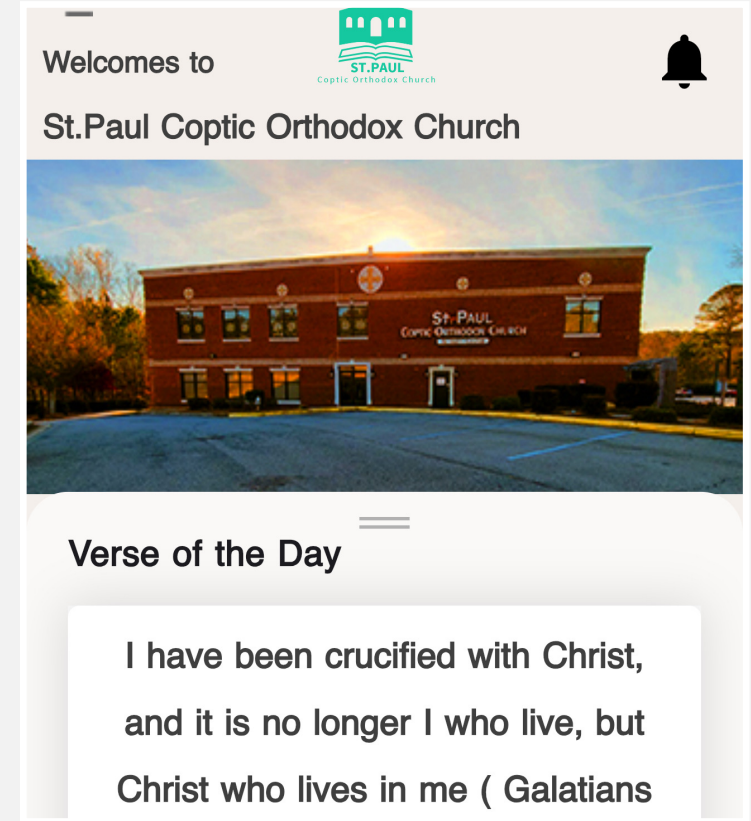 Welcomes to
ST.PAUL
Coptic Orthodox Church
St.Paul Coptic Orthodox Church
ST. PAUL
COPTIC ORTHODOX CHURCH
Verse of the Day
I have been crucified with Christ,
and it is no longer I who live, but
Christ who lives in me ( Galatians